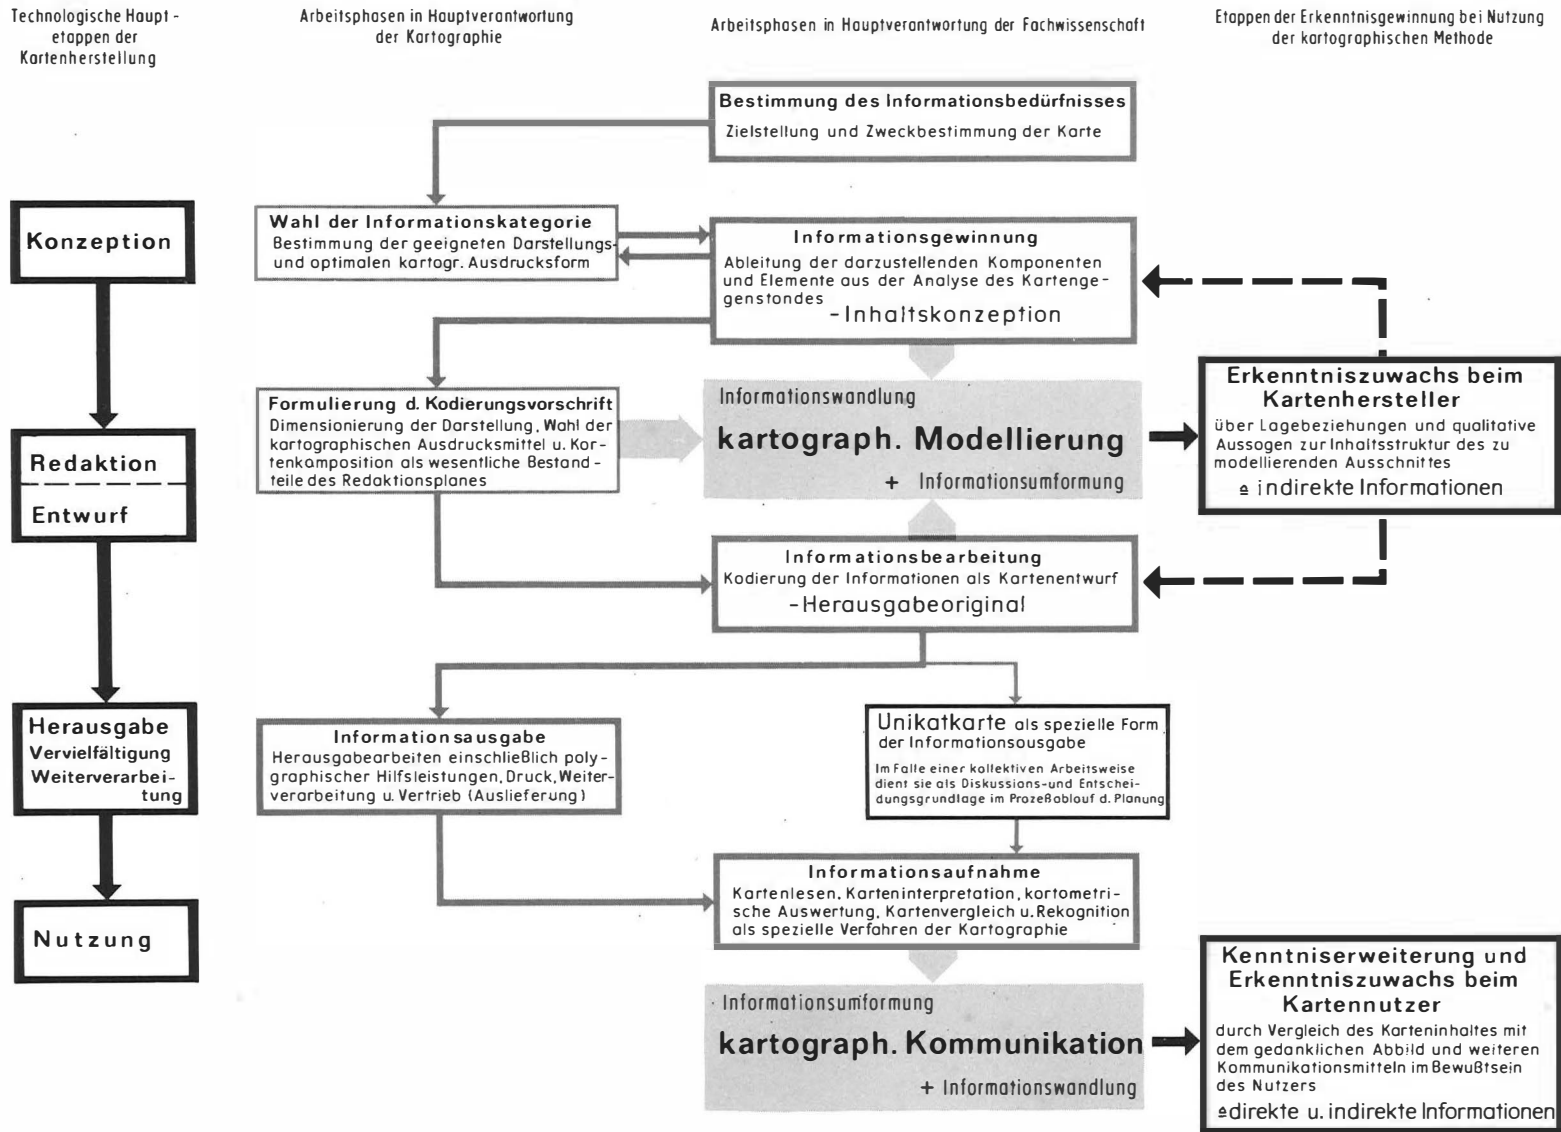 Technologische Haupt-
etappen der
Kartenherstellung
Arbeitsphasen in Hauptverantwortung
der Kartographie
Arbeitsphasen in Hauptverantwortung der Fachwissenschaft
Etappen der Erkenntnisgewinnung bei Nutzung
der kartographischen Methode
Bestimmung des Informationsbedürfnisses
Zielstellung und Zweckbestimmung der Karte
Konzeption
Wahl der Informationskategorie
Bestimmung der geeigneten Darstellungs-
und optimalen kartogr. Ausdrucksform
Informationsgewinnung
Ableitung der darzustellenden Komponenten
und Elemente aus der Analyse des Kartenge-
genstandes
-Inhaltskonzeption
Redaktion
Entwurf
Formulierung d. Kodierungsvorschrift
Dimensionierung der Darstellung, Wahl der
kartographischen Ausdrucksmittel u. Kar-
tenkomposition als wesentliche Bestand-
teile des Redaktionsplanes
Informationswandlung
kartograph. Modellierung
+ Informationsumformung
Erkenntniszuwachs beim
Kartenhersteller
über Lagebeziehungen und qualitative
Aussagen zur Inhaltsstruktur des zu
modellierenden Ausschnittes
≙ indirekte Informationen
Informationsbearbeitung
Kodierung der Informationen als Kartenentwurf
-Herausgabeoriginal
Herausgabe
Vervielfältigung
Weiterverarbei-
tung
Informationsausgabe
Herausgabearbeiten einschließlich poly-
graphischer Hilfsleistungen, Druck, Weiter-
verarbeitung u. Vertrieb (Auslieferung)
Unikatkarte als spezielle Form
der Informationsausgabe
Im Falle einer kollektiven Arbeitsweise
dient sie als Diskussions-und Entschei-
dungsgrundlage im Prozeßablauf d. Planung
Nutzung
Informationsaufnahme
Kartenlesen, Karteninterpretation, kartometri-
sche Auswertung, Kartenvergleich u. Rekognition
als spezielle Verfahren der Kartographie
Informationsumformung
kartograph. Kommunikation
+ Informationswandlung
Kenntniserweiterung und
Erkenntniszuwachs beim
Kartennutzer
durch Vergleich des Karteninhaltes mit
dem gedanklichen Abbild und weiteren
Kommunikationsmitteln im Bewußtsein
des Nutzers
≙direkte u. indirekte Informationen